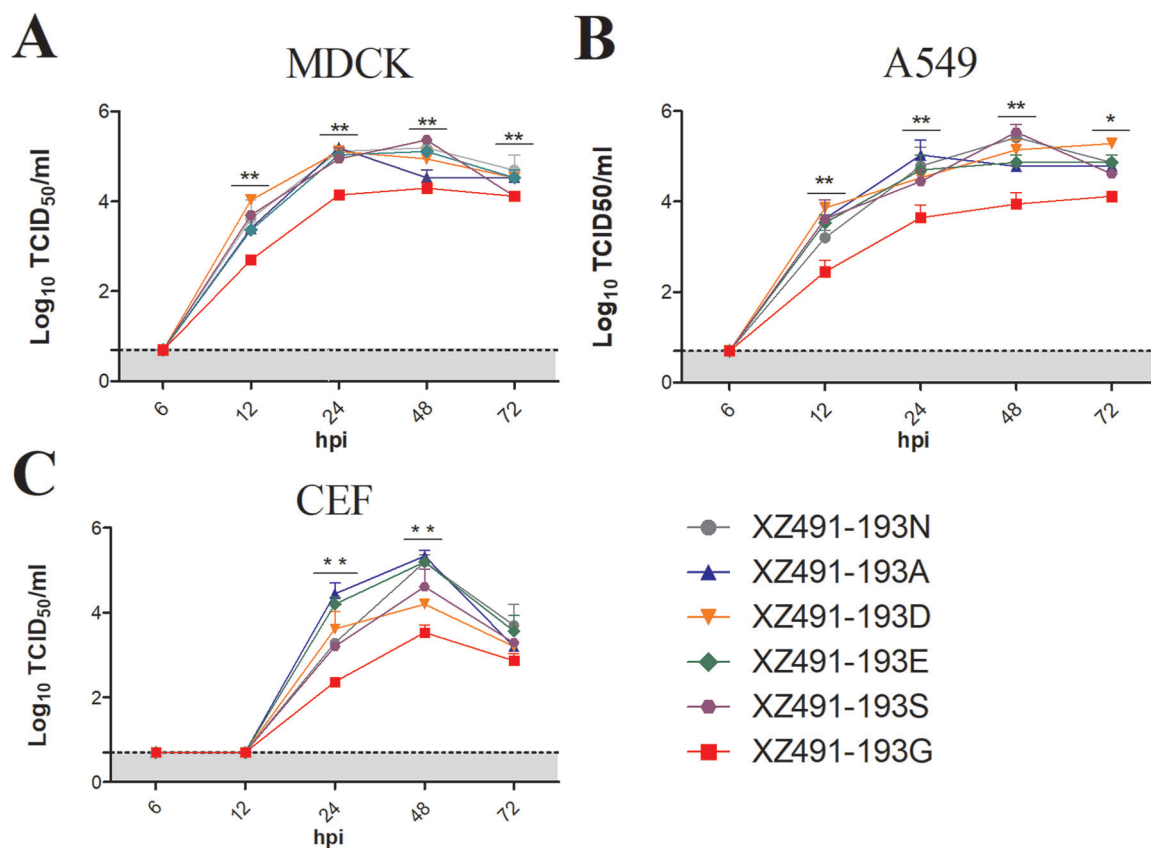 A
MDCK
**
**
**
**
Log10 TCID50/ml
6
4
2
0
6
12
24
48
72
hpi
B
A549
**
**
**
*
Log10 TCID50/ml
6
4
2
0
6
12
24
48
72
hpi
C
CEF
* *
* *
Log10 TCID50/ml
6
4
2
0
6
12
24
48
72
hpi
XZ491-193N
XZ491-193A
XZ491-193D
XZ491-193E
XZ491-193S
XZ491-193G